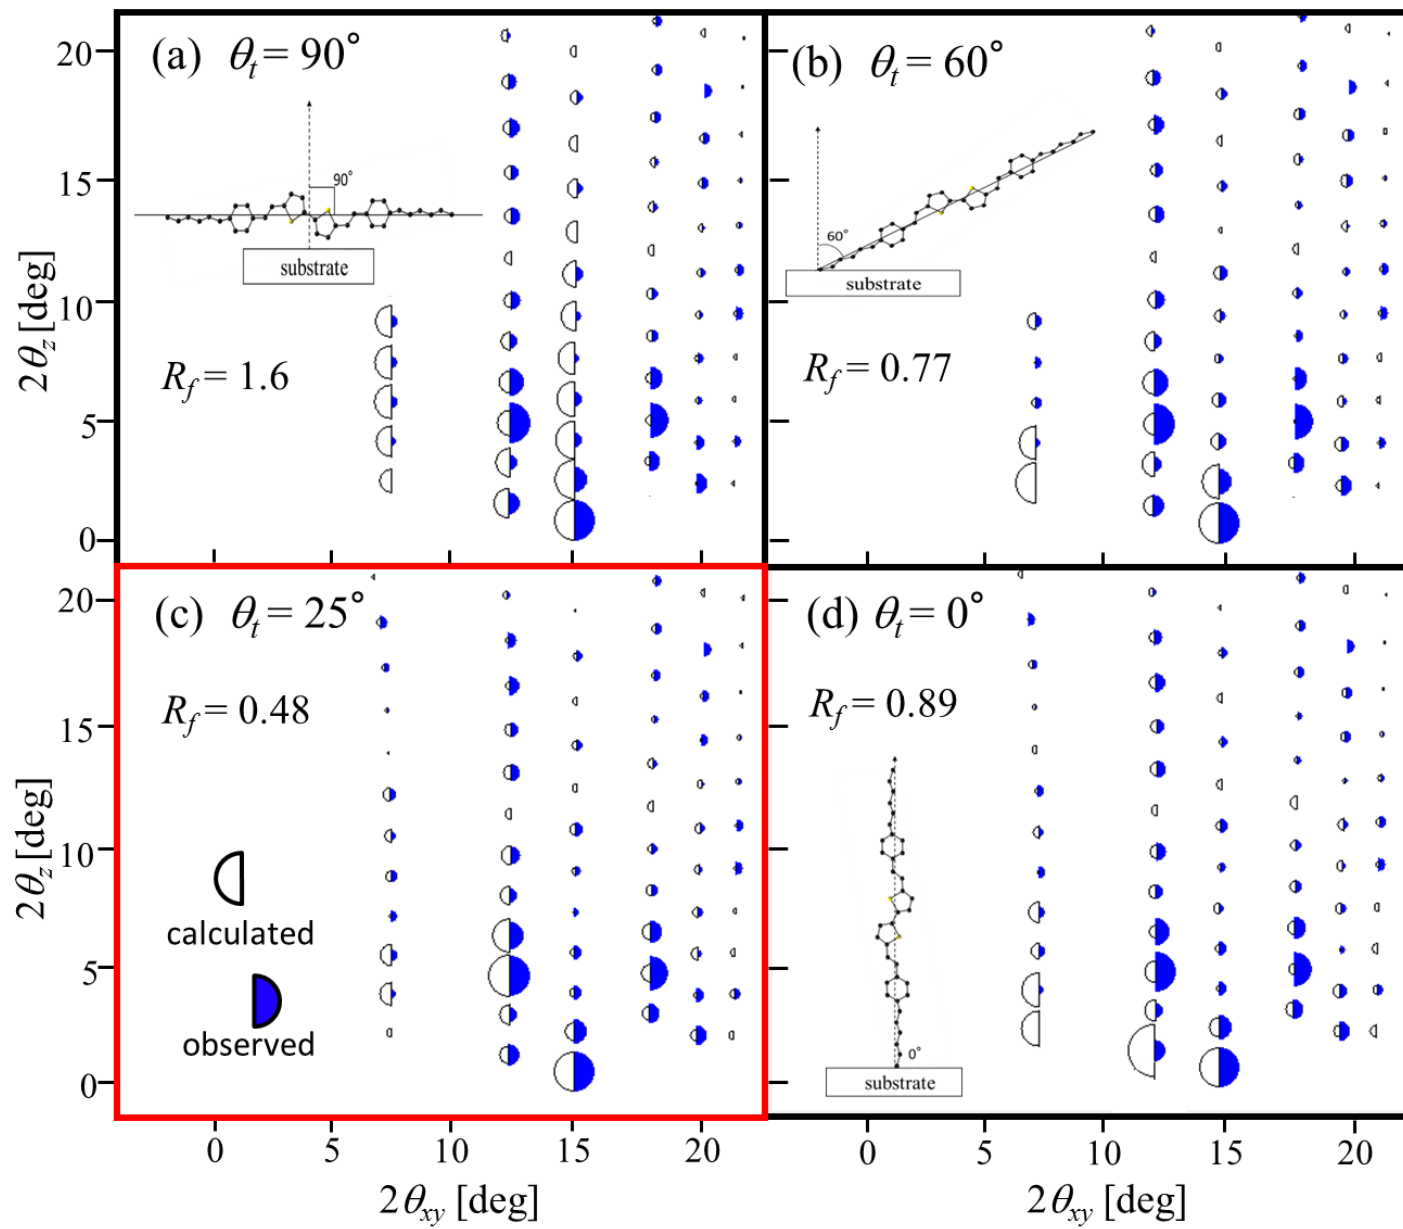 (a) θt = 90°
90°
substrate
Rf = 1.6
20
15
10
5
0
2θz [deg]
(b) θt = 60°
60°
substrate
Rf = 0.77
(c) θt = 25°
Rf = 0.48
calculated
observed
20
15
10
5
0
2θz [deg]
0 5 10 15 20
2θxy [deg]
(d) θt = 0°
Rf = 0.89
0°
substrate
0 5 10 15 20
2θxy [deg]